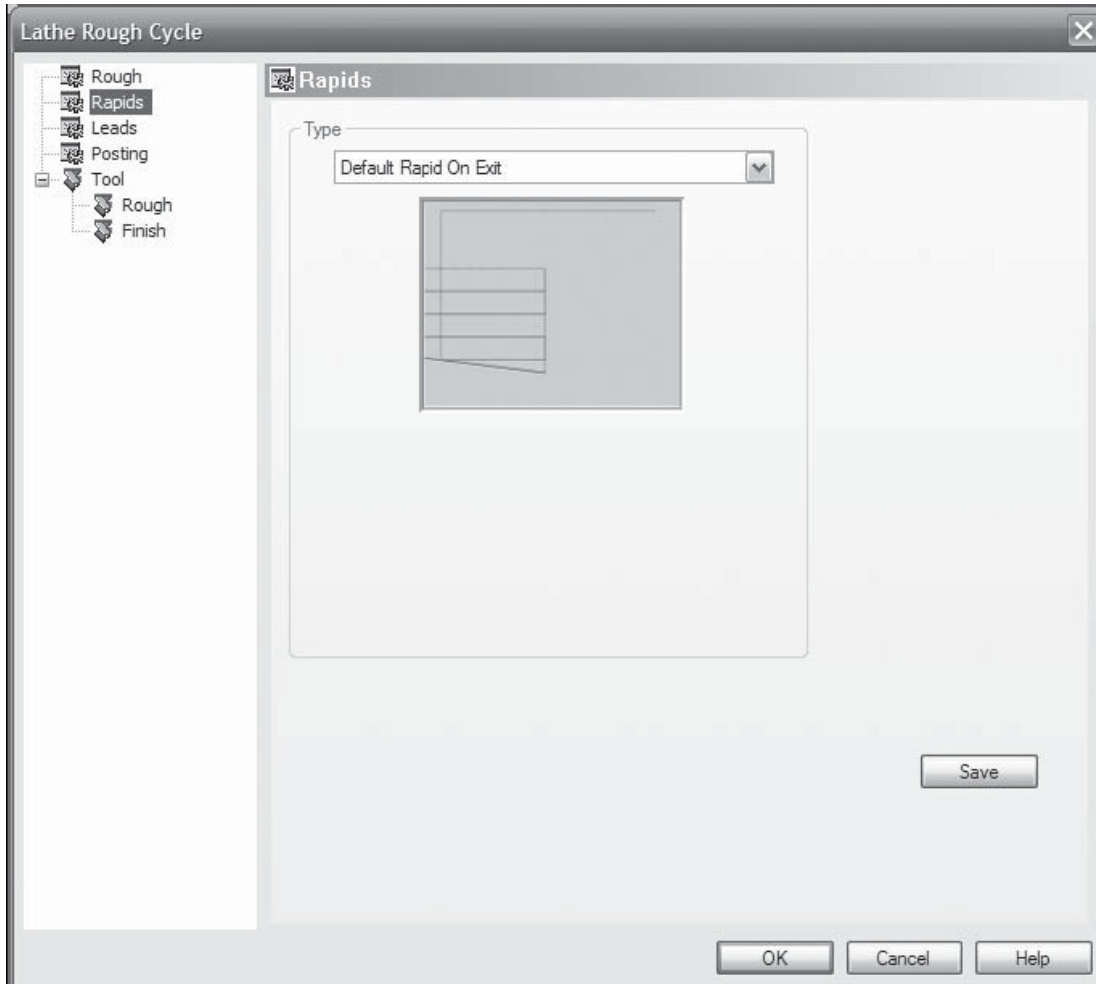 Lathe Rough Cycle
Rough
Rapids
Leads
Posting
Tool
Rough
Finish
Rapids
Type
Default Rapid On Exit
Save
OK
Cancel
Help